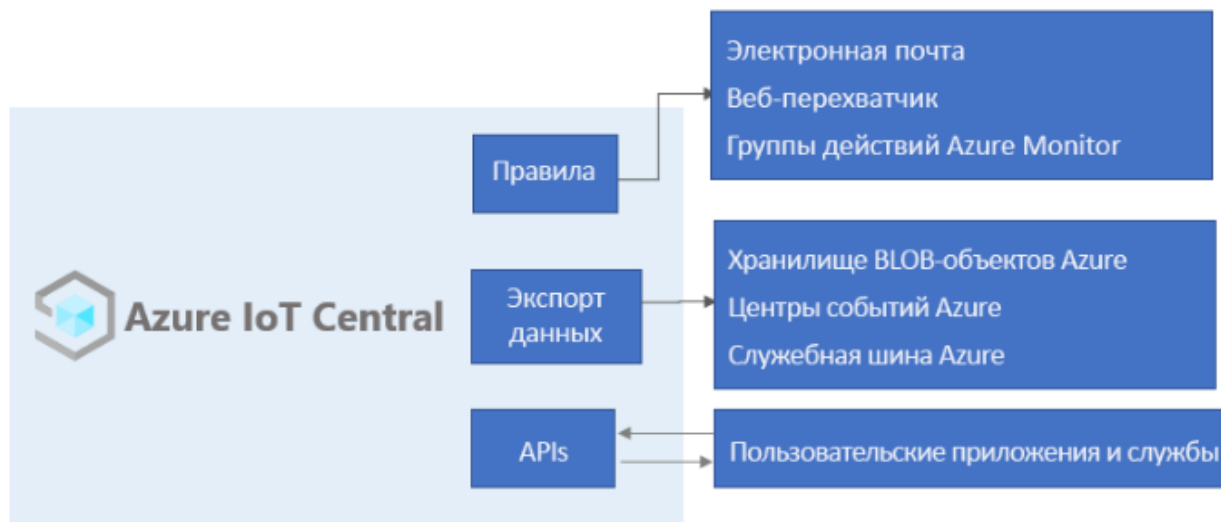 Электронная почта
Веб-перехватчик
Группы действий Azure Monitor
Правила
Хранилище BLOB-объектов Azure
Центры событий Azure
Служебная шина Azure
Экспорт
данных
Azure IoT Central
APIs
Пользовательские приложения и службы